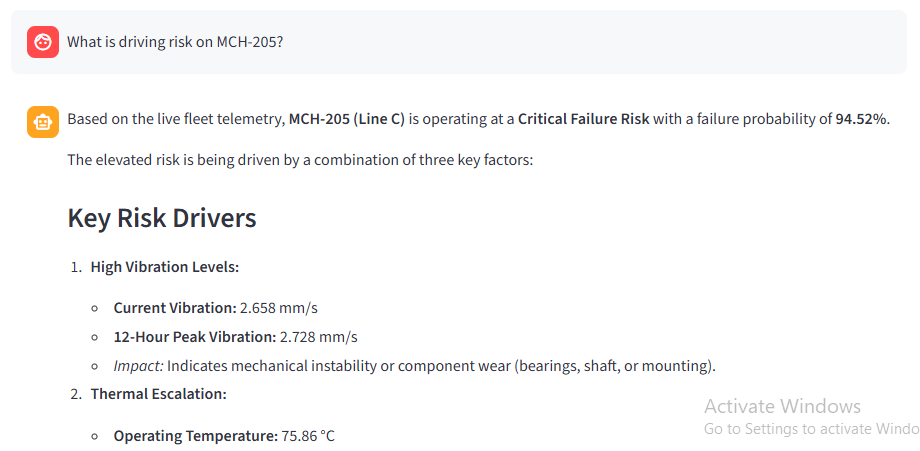 What is driving risk on MCH-205?
Based on the live fleet telemetry, MCH-205 (Line C) is operating at a Critical Failure Risk with a failure probability of 94.52%.
The elevated risk is being driven by a combination of three key factors:
Key Risk Drivers
1. High Vibration Levels:
◦ Current Vibration: 2.658 mm/s
◦ 12-Hour Peak Vibration: 2.728 mm/s
◦ Impact: Indicates mechanical instability or component wear (bearings, shaft, or mounting).
2. Thermal Escalation:
◦ Operating Temperature: 75.86 °C
Activate Windows
Go to Settings to activate Windo